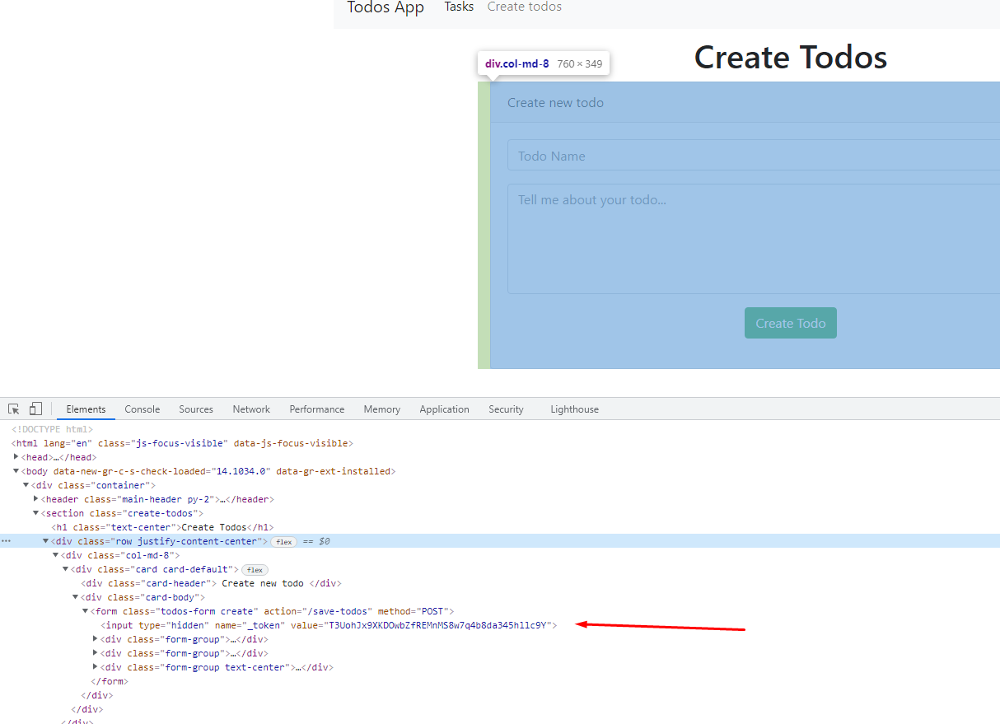 Todos App Tasks Create todos
Create Todos
div.col-md-8 760 × 349
Create new todo
Todo Name
Tell me about your todo...
Create Todo
Elements Console Sources Network Performance Memory Application Security Lighthouse
<!DOCTYPE html>
<html lang="en" class="js-focus-visible" data-js-focus-visible>
<head>…</head>
<body data-new-gr-c-s-check-loaded="14.1034.0" data-gr-ext-installed>
<div class="container">
<header class="main-header py-2">…</header>
<section class="create-todos">
<h1 class="text-center">Create Todos</h1>
<div class="row justify-content-center"> flex == $0
<div class="col-md-8">
<div class="card card-default"> flex
<div class="card-header"> Create new todo </div>
<div class="card-body">
<form class="todos-form create" action="/save-todos" method="POST">
<input type="hidden" name="_token" value="T3UohJx9XKDOwbZfREMnMS8w7q4b8da345hllc9Y">
<div class="form-group">…</div>
<div class="form-group">…</div>
<div class="form-group text-center">…</div>
</form>
</div>
</div>
</div>